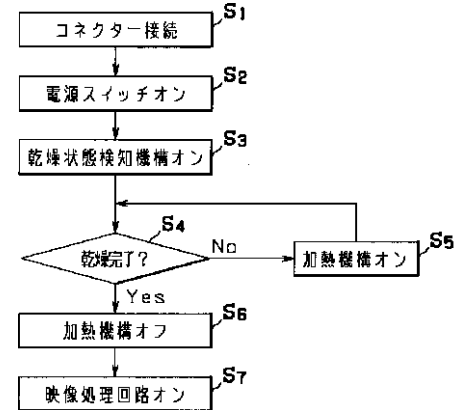 コネクター接続
S1
電源スイッチオン
S2
乾燥状態検知機構オン
S3
乾燥完了?
S4
No
加熱機構オン
S5
Yes
加熱機構オフ
S6
映像処理回路オン
S7